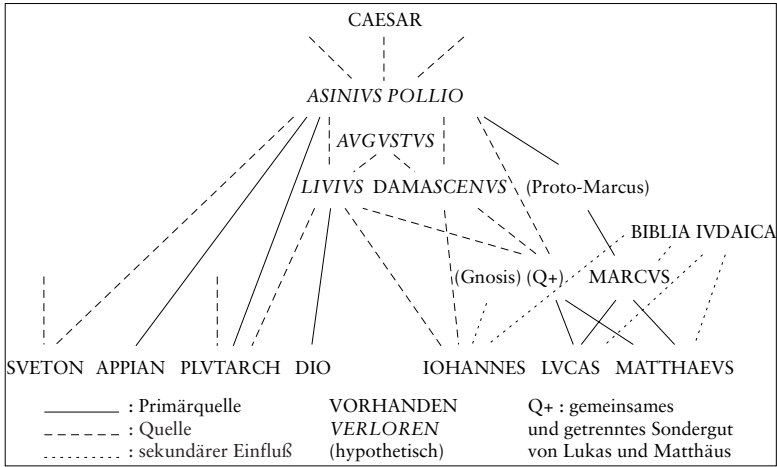 CAESAR
ASINIVS POLLIO
AVGVSTVS
LIVIVS DAMASCENVS (Proto-Marcus)
BIBLIA IVDAICA
(Gnosis) (Q+) MARCVS
SVETON APPIAN PLVTARCH DIO IOHANNES LVCAS MATTHAEVS
: Primärquelle VORHANDEN Q+ : gemeinsames
: Quelle VERLOREN und getrenntes Sondergut
: sekundärer Einfluß (hypothetisch) von Lukas und Matthäus